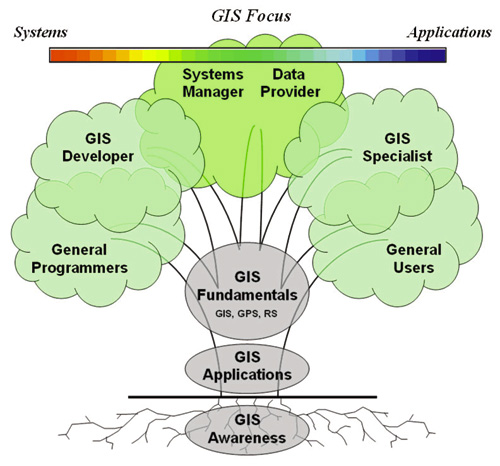 GIS Focus
Systems
Applications
Systems
Manager
Data
Provider
GIS
Developer
GIS
Specialist
General
Programmers
General
Users
GIS
Fundamentals
GIS, GPS, RS
GIS
Applications
GIS
Awareness